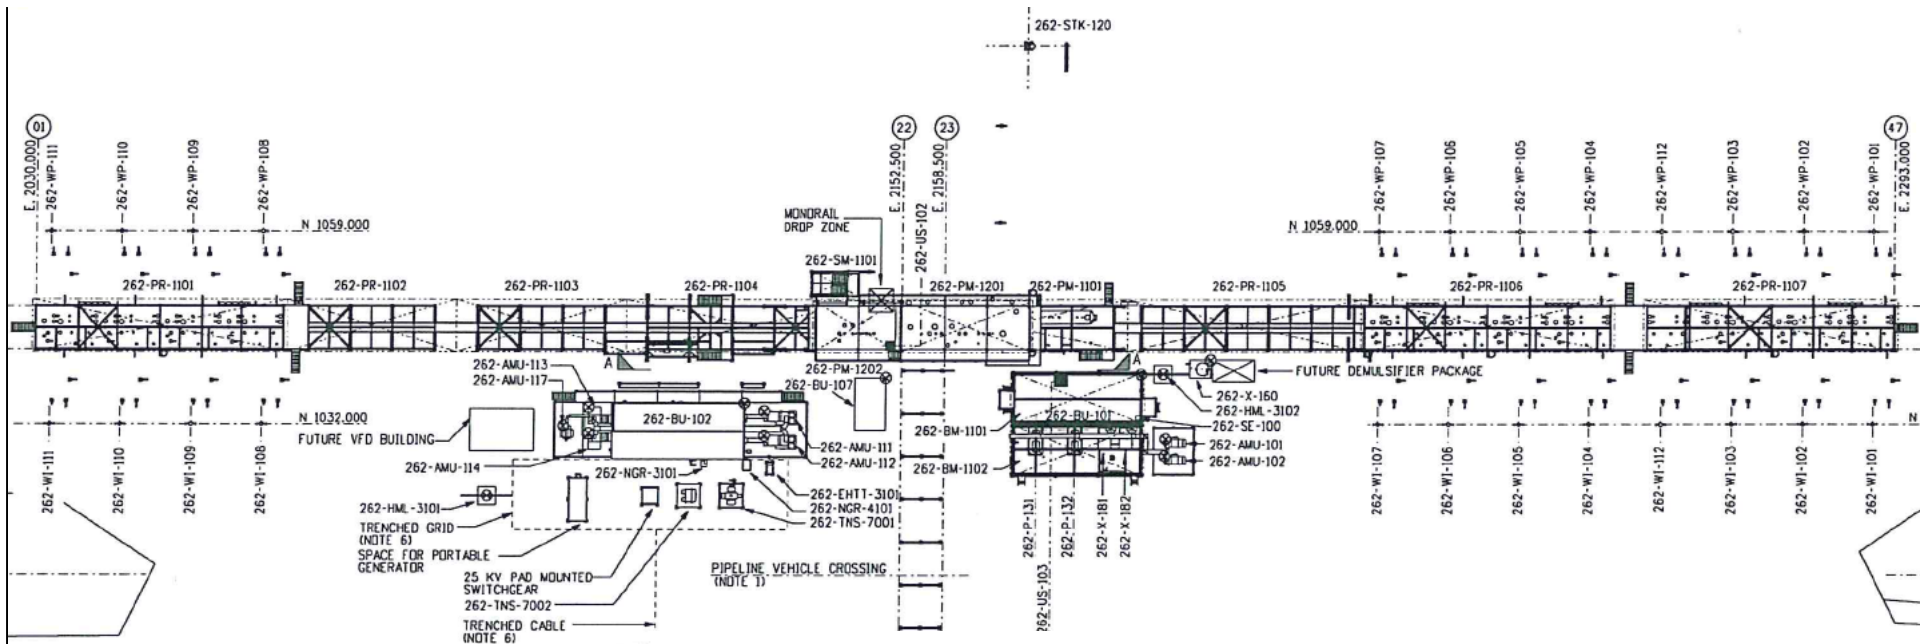 262-STK-120
01
22
23
47
E. 2030.000
262-WP-111
262-WP-110
262-WP-109
262-WP-108
E. 2152.500
262-US-102
E. 2158.500
262-WP-107
262-WP-106
262-WP-105
262-WP-104
262-WP-112
262-WP-103
262-WP-102
262-WP-101
E. 2293.000
N 1059.000
MONORAIL
DROP ZONE
N 1059.000
262-SM-1101
262-PR-1101
262-PR-1102
262-PR-1103
262-PR-1104
262-PM-1201
262-PM-1101
262-PR-1105
262-PR-1106
262-PR-1107
A
A
262-AMU-113
262-AMU-117
262-PM-1202
262-BU-107
FUTURE DEMULSIFIER PACKAGE
262-X-160
262-HML-3102
262-SE-100
N 1032.000
262-BU-102
262-BU-101
N
FUTURE VFD BUILDING
262-BM-1101
262-AMU-111
262-AMU-112
262-AMU-101
262-AMU-102
262-AMU-114
262-NGR-3101
262-BM-1102
262-WI-111
262-WI-110
262-WI-109
262-WI-108
262-WI-107
262-WI-106
262-WI-105
262-WI-104
262-WI-112
262-WI-103
262-WI-102
262-WI-101
262-HML-3101
262-EHTT-3101
262-NGR-4101
262-TNS-7001
TRENCHED GRID
(NOTE 6)
SPACE FOR PORTABLE
GENERATOR
262-P-131
262-US-103
262-P-132
262-X-181
262-X-182
25 KV PAD MOUNTED
SWITCHGEAR
262-TNS-7002
PIPELINE VEHICLE CROSSING
(NOTE 1)
TRENCHED CABLE
(NOTE 6)